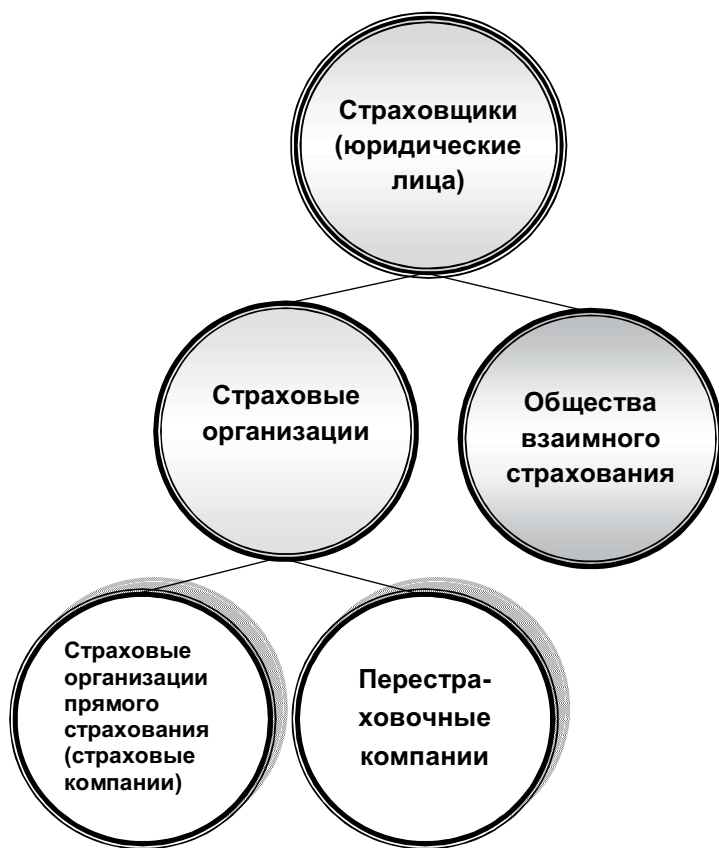 Страховщики
(юридические
лица)
Страховые
организации
Общества
взаимного
страхования
Страховые
организации
прямого
страхования
(страховые
компании)
Перестра-
ховочные
компании